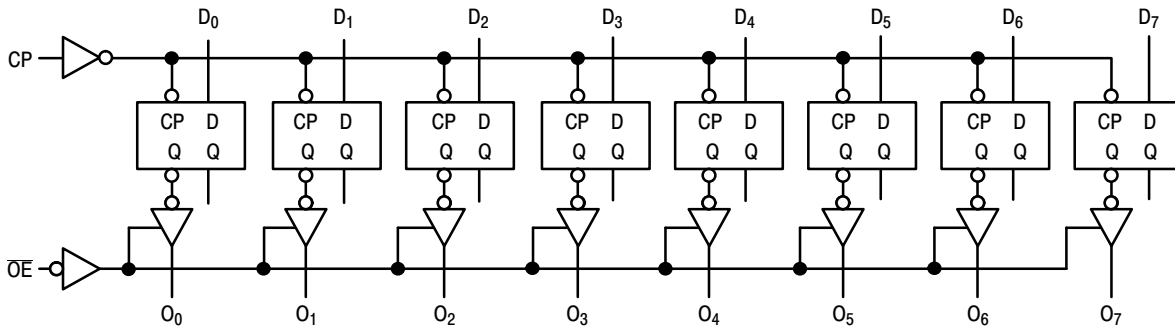 D₀ D₁ D₂ D₃ D₄ D₅ D₆ D₇
CP
CP D CP D CP D CP D CP D CP D CP D CP D
Q Q Q Q Q Q Q Q Q Q Q Q Q Q Q Q
O̅E̅
O₀ O₁ O₂ O₃ O₄ O₅ O₆ O₇